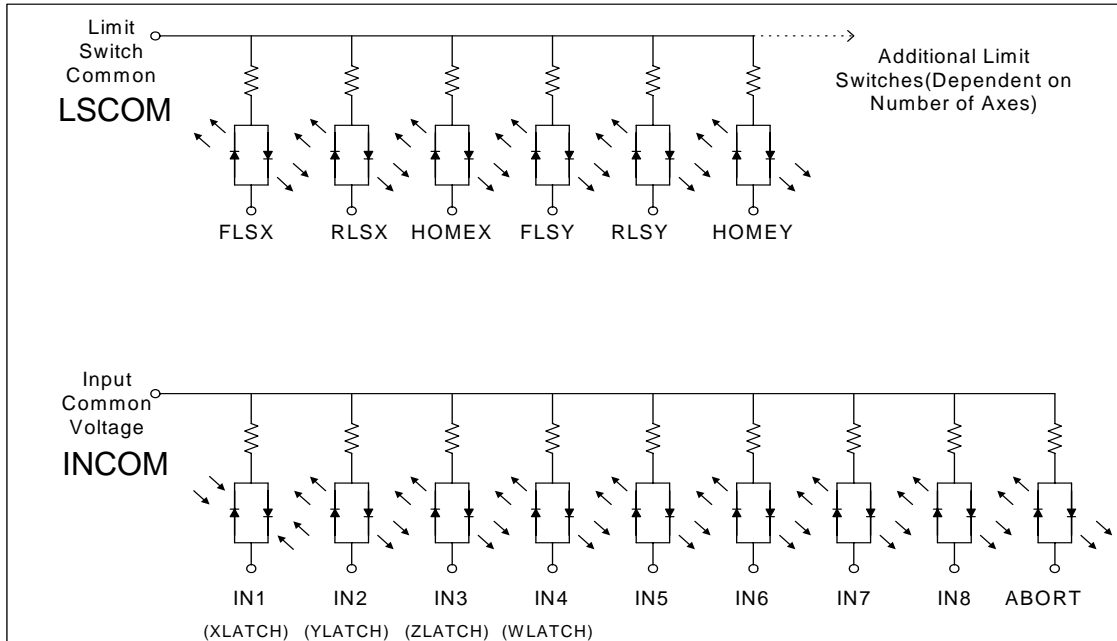 Limit
Switch
Common
LSCOM
Additional Limit
Switches(Dependent on
Number of Axes)
FLSX RLSX HOMEX FLSY RLSY HOMEY
Input
Common
Voltage
INCOM
IN1 IN2 IN3 IN4 IN5 IN6 IN7 IN8 ABORT
(XLATCH) (YLATCH) (ZLATCH) (WLATCH)